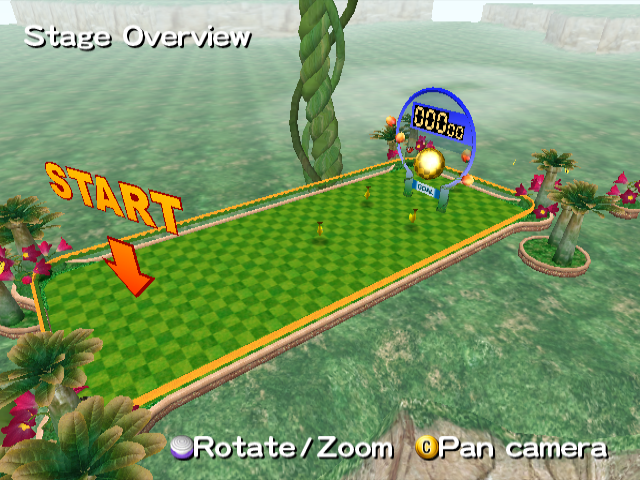 Stage Overview
000:00
GOAL
START
Rotate/Zoom
C Pan camera